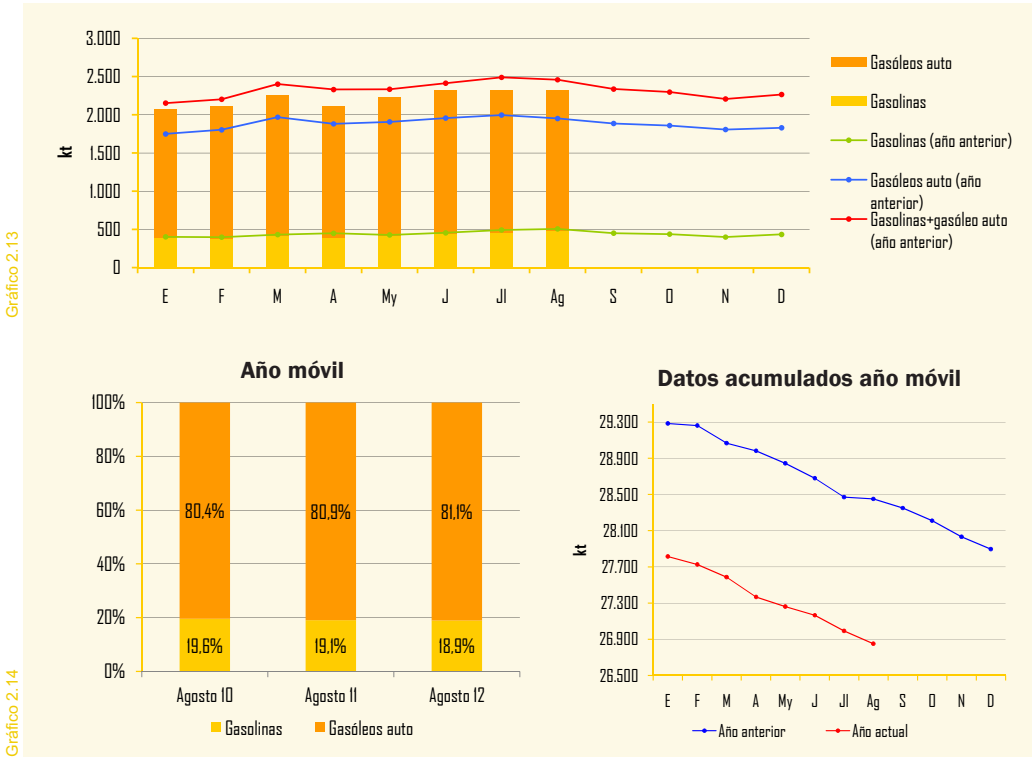 3.000
2.500
2.000
1.500
1.000
500
0
kt
E F M A My J Jl Ag S O N D
Gasóleos auto
Gasolinas
Gasolinas (año anterior)
Gasóleos auto (año
anterior)
Gasolinas+gasóleo auto
(año anterior)
Gráfico 2.13
Año móvil
100%
80%
60%
40%
20%
0%
80,4% 80,9% 81,1%
19,6% 19,1% 18,9%
Agosto 10 Agosto 11 Agosto 12
Gasolinas Gasóleos auto
Datos acumulados año móvil
29.300
28.900
28.500
28.100
27.700
27.300
26.900
26.500
kt
E F M A My J Jl Ag S O N D
Año anterior Año actual
Gráfico 2.14